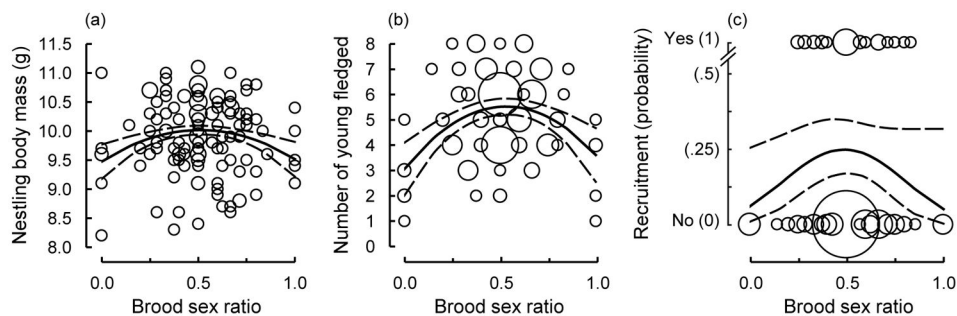 (a)
Nestling body mass (g)
11.5
11.0
10.5
10.0
9.5
9.0
8.5
8.0
0.0 0.5 1.0
Brood sex ratio
(b)
Number of young fledged
8
7
6
5
4
3
2
1
0
0.0 0.5 1.0
Brood sex ratio
(c)
Recruitment (probability)
Yes (1)
(.5)
(.25)
No (0)
0.0 0.5 1.0
Brood sex ratio